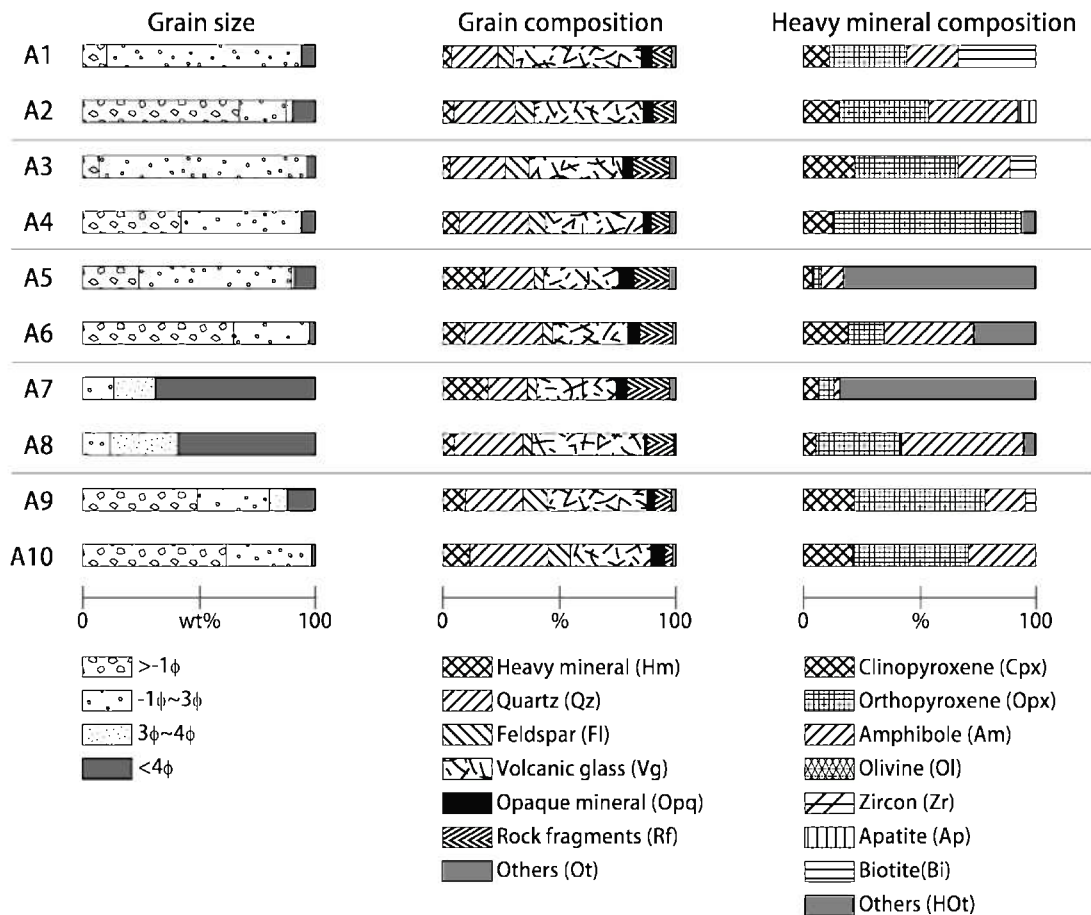 Grain size Grain composition Heavy mineral composition
A1
A2
A3
A4
A5
A6
A7
A8
A9
A10
0 wt% 100 0 % 100 0 % 100
>-1ϕ
-1ϕ~3ϕ
3ϕ~4ϕ
<4ϕ
Heavy mineral (Hm)
Quartz (Qz)
Feldspar (Fl)
Volcanic glass (Vg)
Opaque mineral (Opq)
Rock fragments (Rf)
Others (Ot)
Clinopyroxene (Cpx)
Orthopyroxene (Opx)
Amphibole (Am)
Olivine (Ol)
Zircon (Zr)
Apatite (Ap)
Biotite(Bi)
Others (HOt)